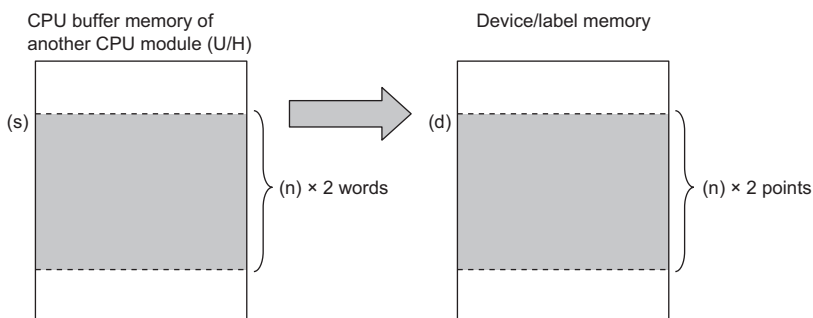 CPU buffer memory of
another CPU module (U/H)
Device/label memory
(s)
(d)
(n) × 2 words
(n) × 2 points